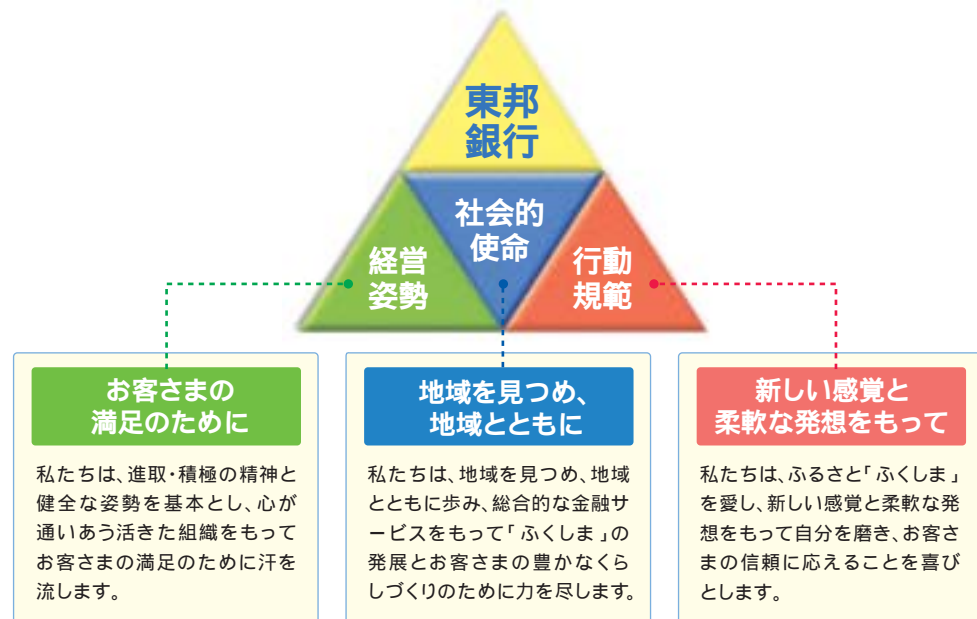 東邦
銀行
社会的
使命
経営
姿勢
行動
規範
お客さまの
満足のために
私たちは、進取・積極の精神と
健全な姿勢を基本とし、心が
通いあう活きた組織をもって
お客さまの満足のために汗を
流します。
地域を見つめ、
地域とともに
私たちは、地域を見つめ、地域
とともに歩み、総合的な金融サ
ービスをもって「ふくしま」の
発展とお客さまの豊かなくら
しづくりのために力を尽します。
新しい感覚と
柔軟な発想をもって
私たちは、ふるさと「ふくしま」
を愛し、新しい感覚と柔軟な発
想をもって自分を磨き、お客さ
まの信頼に応えることを喜び
とします。